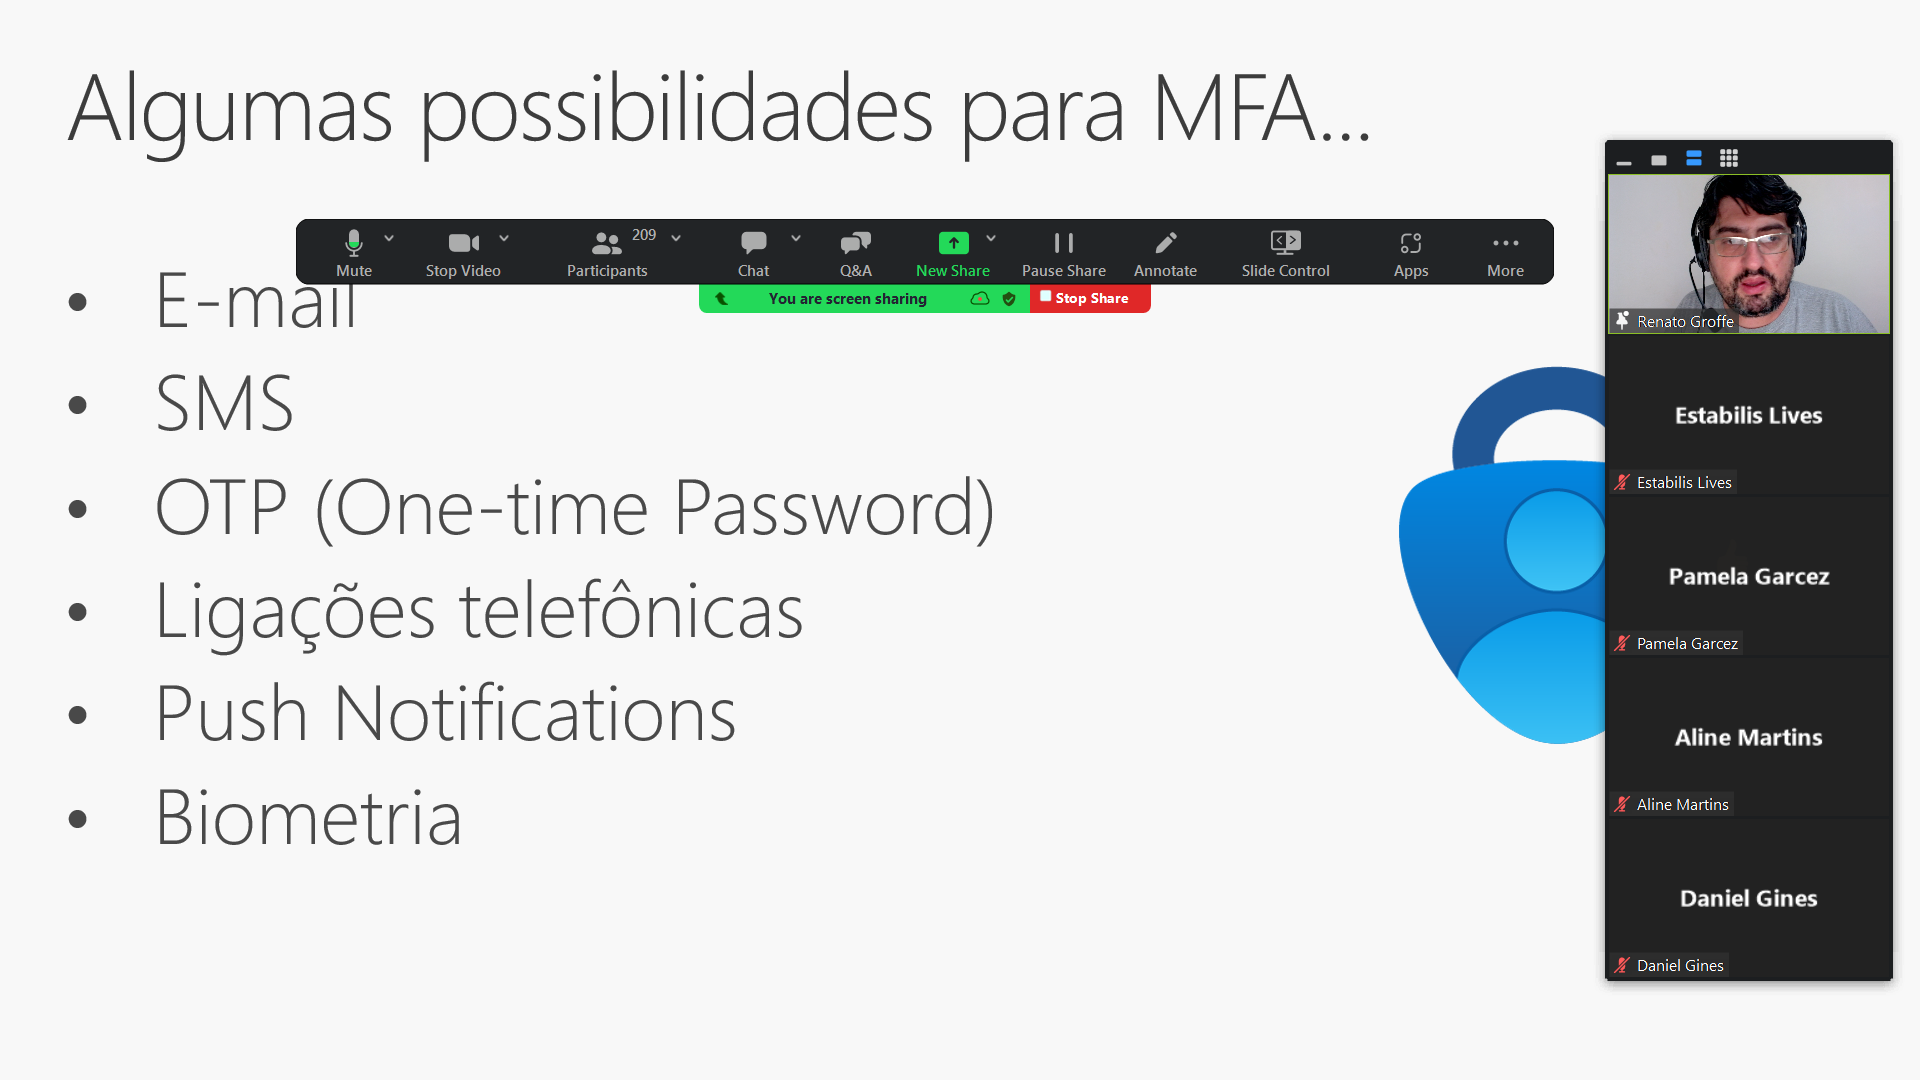 Algumas possibilidades para MFA...
209
Mute
Stop Video
Participants
Chat
Q&A
New Share
Pause Share
Annotate
Slide Control
Apps
More
You are screen sharing
Stop Share
• E-mail
• SMS
• OTP (One-time Password)
• Ligações telefônicas
• Push Notifications
• Biometria
Renato Groffe
Estabilis Lives
Estabilis Lives
Pamela Garcez
Pamela Garcez
Aline Martins
Aline Martins
Daniel Gines
Daniel Gines